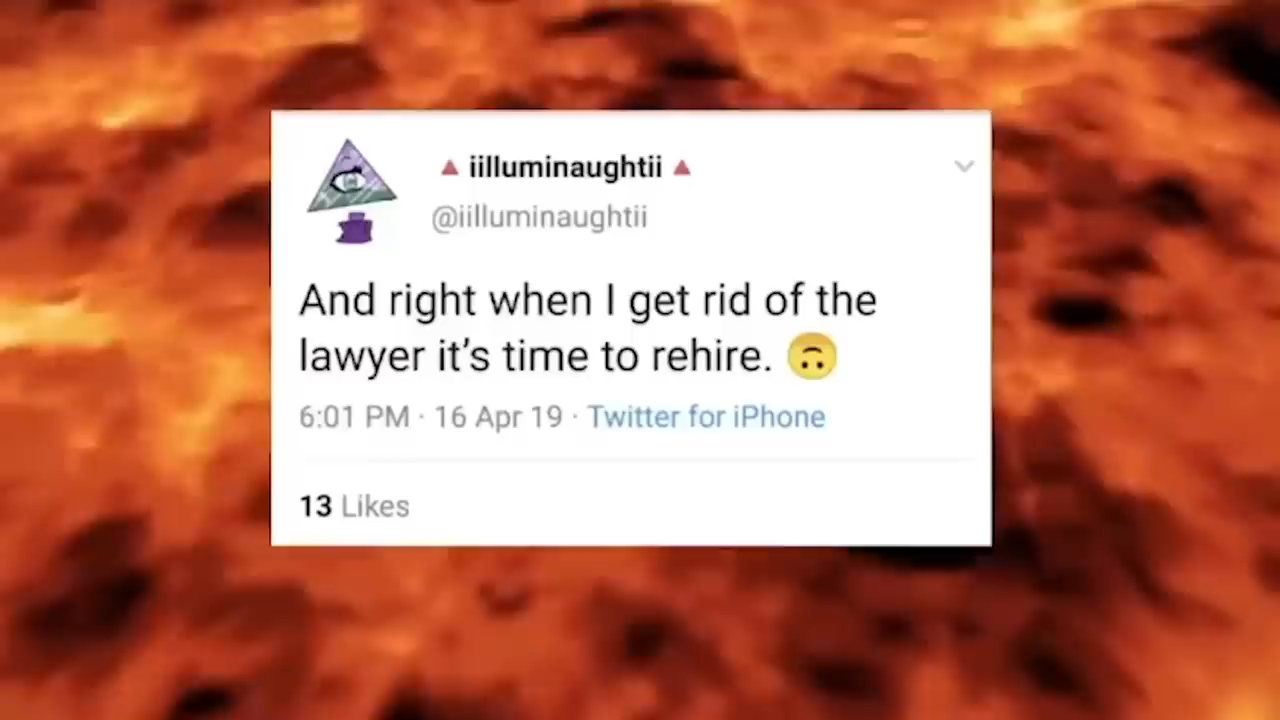 🔺 iilluminaughtii 🔺
@iilluminaughtii
And right when I get rid of the
lawyer it’s time to rehire. 🙃
6:01 PM · 16 Apr 19 · Twitter for iPhone
13 Likes